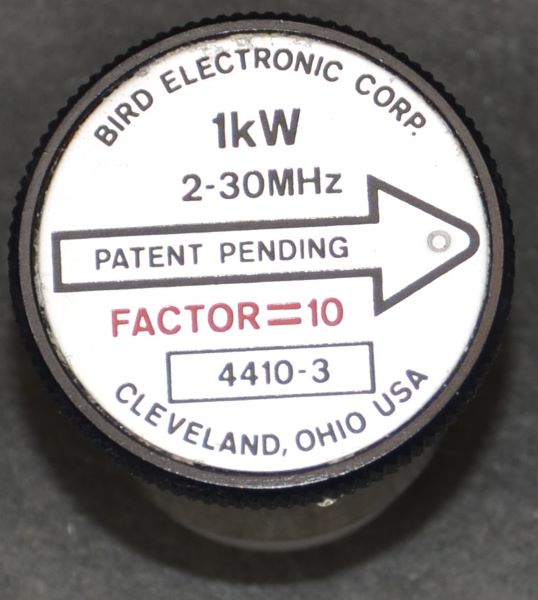 BIRD ELECTRONIC CORP.
1kW
2-30MHz
PATENT PENDING
FACTOR=10
4410-3
CLEVELAND, OHIO USA